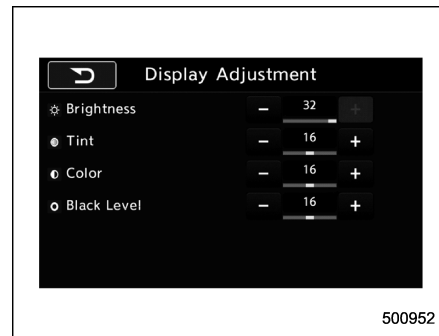 Display Adjustment
Brightness - 32 +
Tint - 16 +
Color - 16 +
Black Level - 16 +
500952